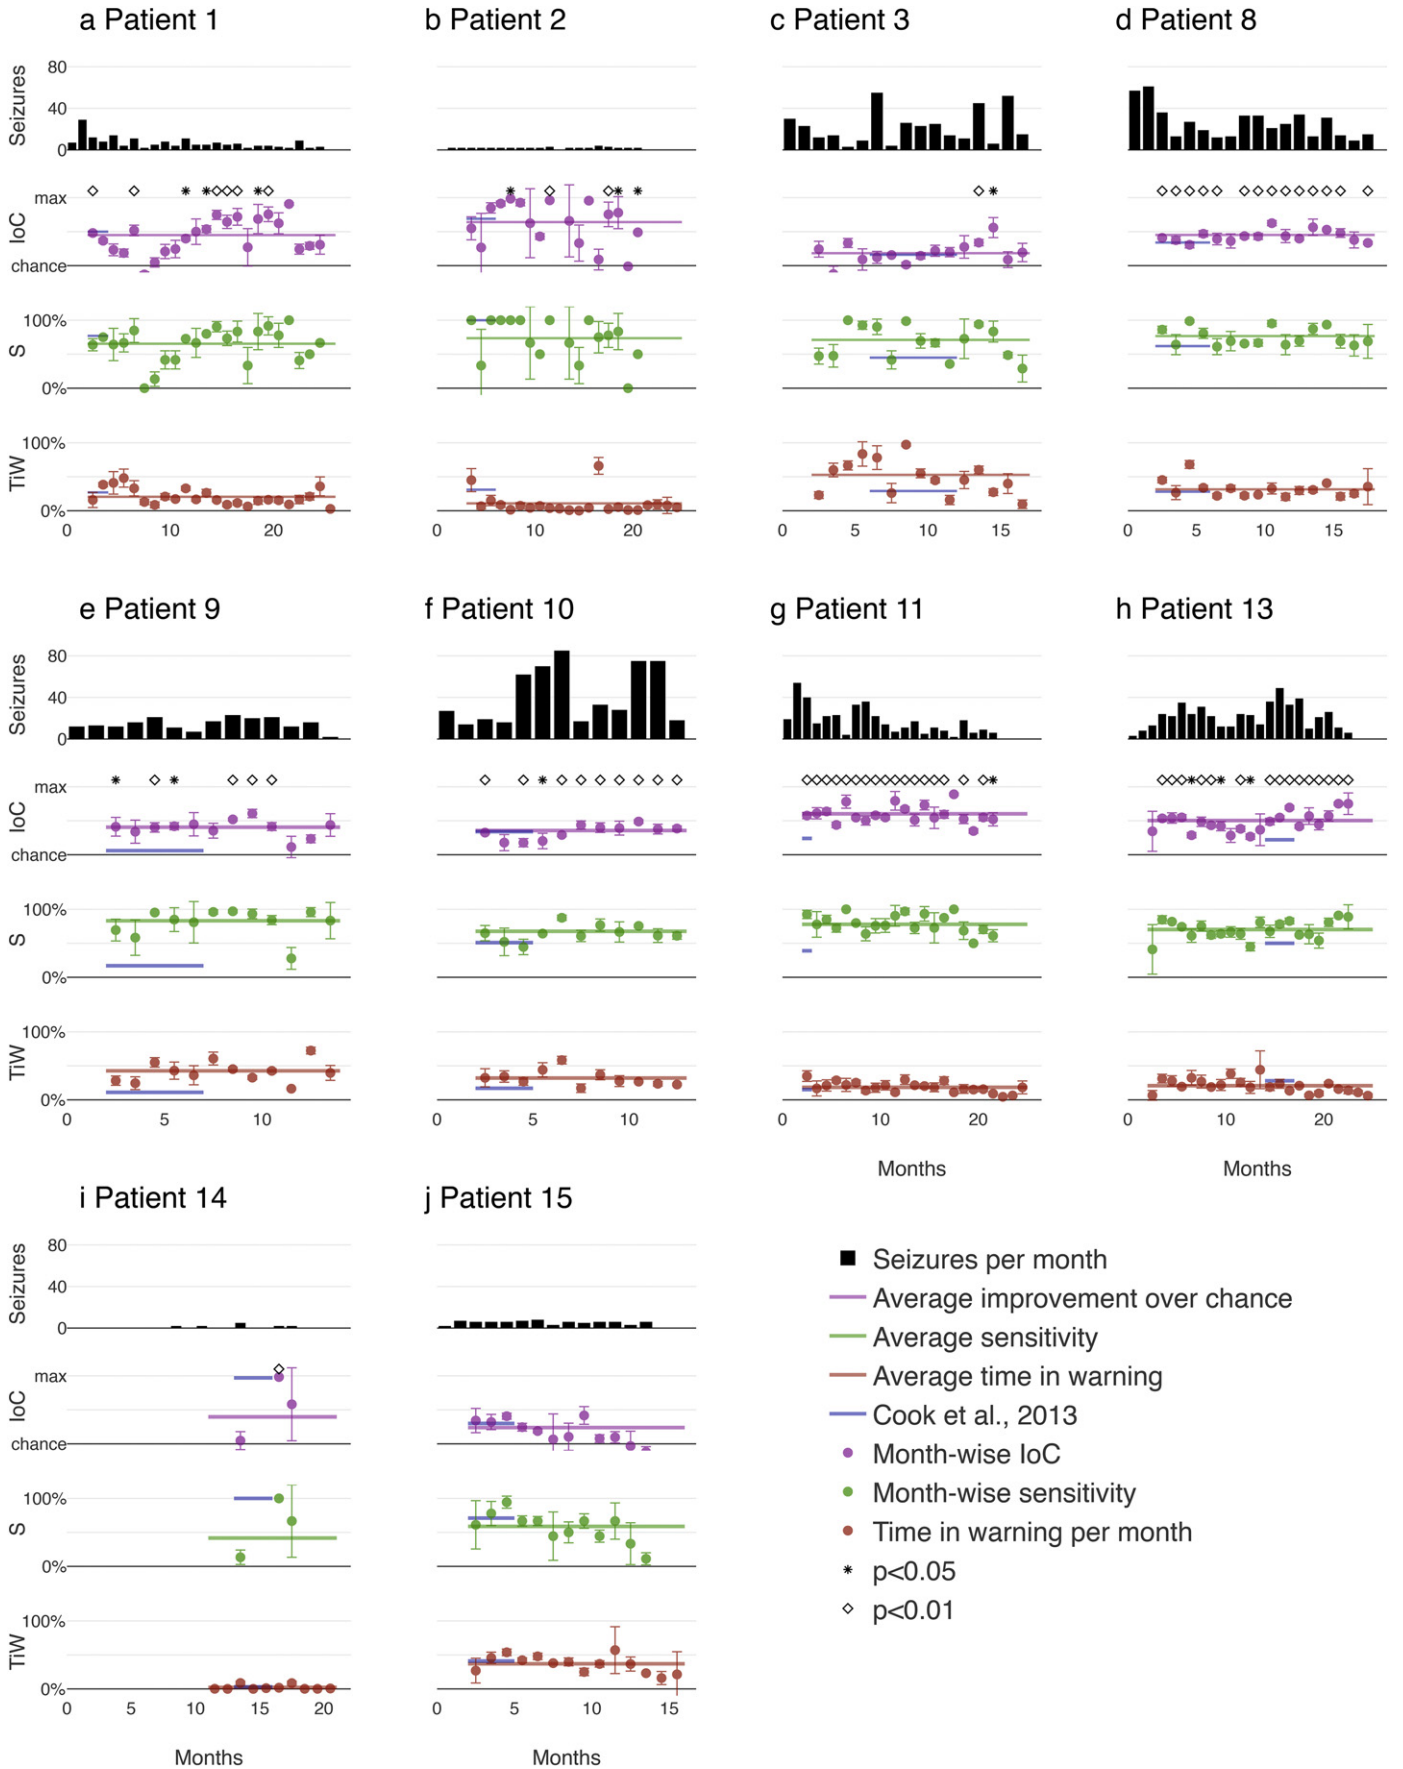 a Patient 1
b Patient 2
c Patient 3
d Patient 8
Seizures
80
40
0
IoC
max
chance
S
100%
0%
TiW
100%
0%
0 10 20
0 10 20
0 5 10 15
0 5 10 15
e Patient 9
f Patient 10
g Patient 11
h Patient 13
Seizures
80
40
0
IoC
max
chance
S
100%
0%
TiW
100%
0%
0 5 10
0 5 10
0 10 20
0 10 20
Months
Months
i Patient 14
j Patient 15
Seizures
80
40
0
IoC
max
chance
S
100%
0%
TiW
100%
0%
0 5 10 15 20
0 5 10 15
Months
Months
Seizures per month
Average improvement over chance
Average sensitivity
Average time in warning
Cook et al., 2013
Month-wise IoC
Month-wise sensitivity
Time in warning per month
p<0.05
p<0.01